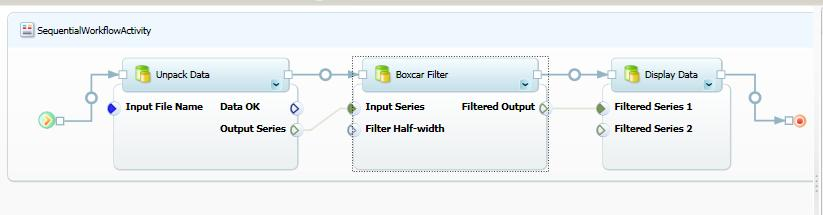 SequentialWorkflowActivity
Unpack Data
Input File Name
Data OK
Output Series
Boxcar Filter
Input Series
Filtered Output
Filter Half-width
Display Data
Filtered Series 1
Filtered Series 2